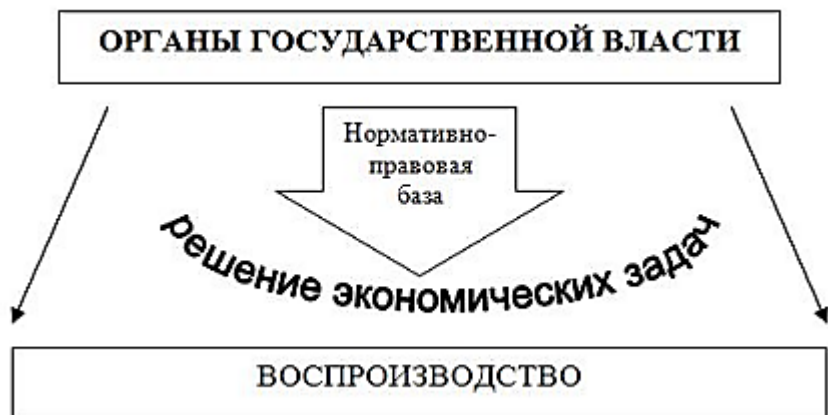 ОРГАНЫ ГОСУДАРСТВЕННОЙ ВЛАСТИ
Нормативно-
правовая
база
решение экономических задач
ВОСПРОИЗВОДСТВО